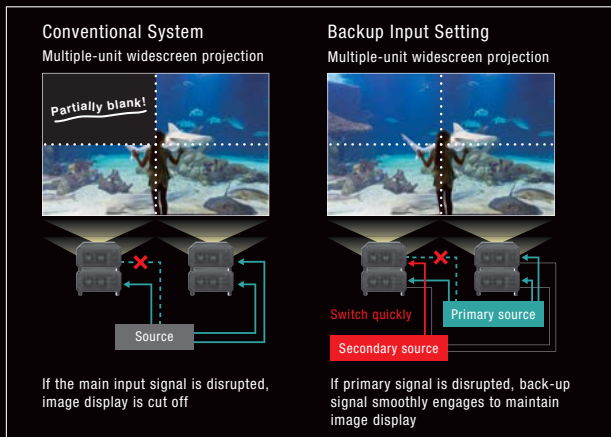 Conventional System
Multiple-unit widescreen projection
Partially blank!
Source
If the main input signal is disrupted,
image display is cut off
Backup Input Setting
Multiple-unit widescreen projection
Switch quickly
Primary source
Secondary source
If primary signal is disrupted, back-up
signal smoothly engages to maintain
image display